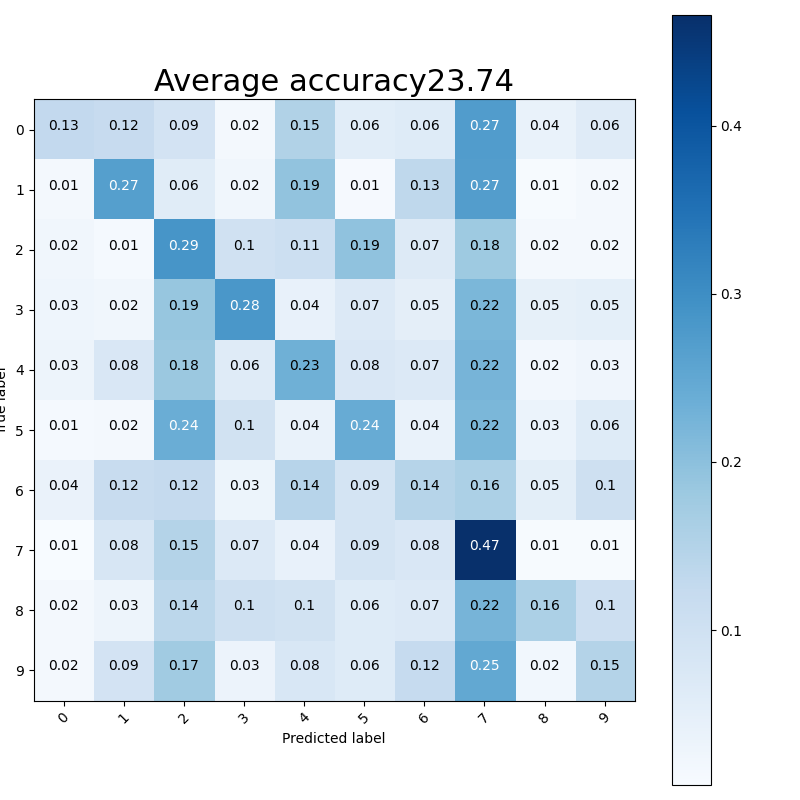 Average accuracy23.74
0 0.13 0.12 0.09 0.02 0.15 0.06 0.06 0.27 0.04 0.06
1 0.01 0.27 0.06 0.02 0.19 0.01 0.13 0.27 0.01 0.02
2 0.02 0.01 0.29 0.1 0.11 0.19 0.07 0.18 0.02 0.02
3 0.03 0.02 0.19 0.28 0.04 0.07 0.05 0.22 0.05 0.05
4 0.03 0.08 0.18 0.06 0.23 0.08 0.07 0.22 0.02 0.03
5 0.01 0.02 0.24 0.1 0.04 0.24 0.04 0.22 0.03 0.06
6 0.04 0.12 0.12 0.03 0.14 0.09 0.14 0.16 0.05 0.1
7 0.01 0.08 0.15 0.07 0.04 0.09 0.08 0.47 0.01 0.01
8 0.02 0.03 0.14 0.1 0.1 0.06 0.07 0.22 0.16 0.1
9 0.02 0.09 0.17 0.03 0.08 0.06 0.12 0.25 0.02 0.15
0 1 2 3 4 5 6 7 8 9
Predicted label
True label
0.4
0.3
0.2
0.1